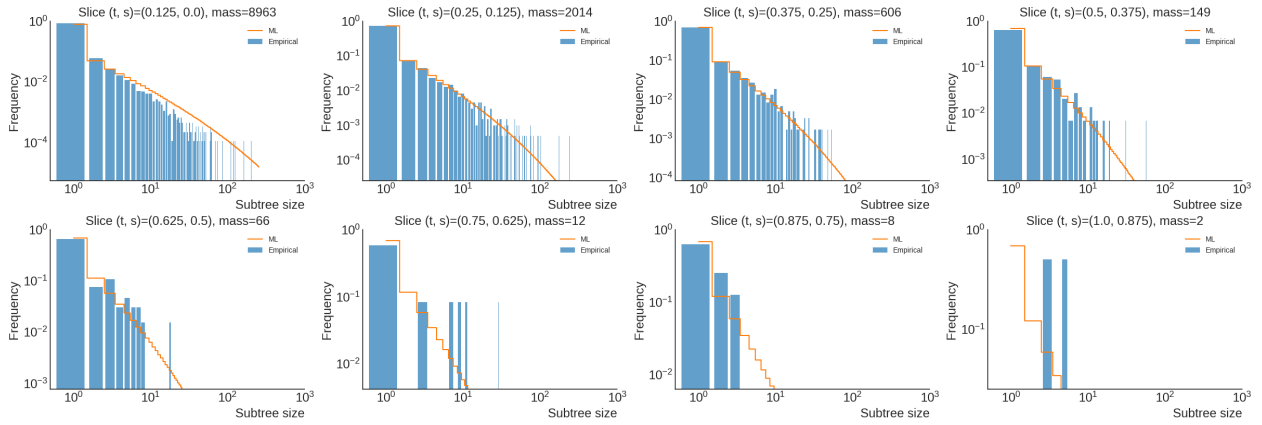 Slice (t, s)=(0.125, 0.0), mass=8963
Frequency
10^0
10^-2
10^-4
ML
Empirical
10^0
10^1
10^2
10^3
Subtree size
Slice (t, s)=(0.25, 0.125), mass=2014
Frequency
10^0
10^-1
10^-2
10^-3
10^-4
ML
Empirical
10^0
10^1
10^2
10^3
Subtree size
Slice (t, s)=(0.375, 0.25), mass=606
Frequency
10^0
10^-1
10^-2
10^-3
10^-4
ML
Empirical
10^0
10^1
10^2
10^3
Subtree size
Slice (t, s)=(0.5, 0.375), mass=149
Frequency
10^0
10^-1
10^-2
10^-3
ML
Empirical
10^0
10^1
10^2
10^3
Subtree size
Slice (t, s)=(0.625, 0.5), mass=66
Frequency
10^0
10^-1
10^-2
10^-3
ML
Empirical
10^0
10^1
10^2
10^3
Subtree size
Slice (t, s)=(0.75, 0.625), mass=12
Frequency
10^0
10^-1
10^-2
ML
Empirical
10^0
10^1
10^2
10^3
Subtree size
Slice (t, s)=(0.875, 0.75), mass=8
Frequency
10^0
10^-1
10^-2
ML
Empirical
10^0
10^1
10^2
10^3
Subtree size
Slice (t, s)=(1.0, 0.875), mass=2
Frequency
10^0
10^-1
ML
Empirical
10^0
10^1
10^2
10^3
Subtree size